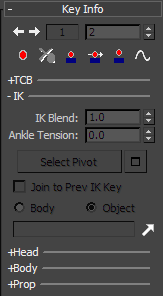 - Key Info
1 2
+TCB
- IK
IK Blend: 1.0
Ankle Tension: 0.0
Select Pivot
Join to Prev IK Key
Body Object
+Head
+Body
+Prop